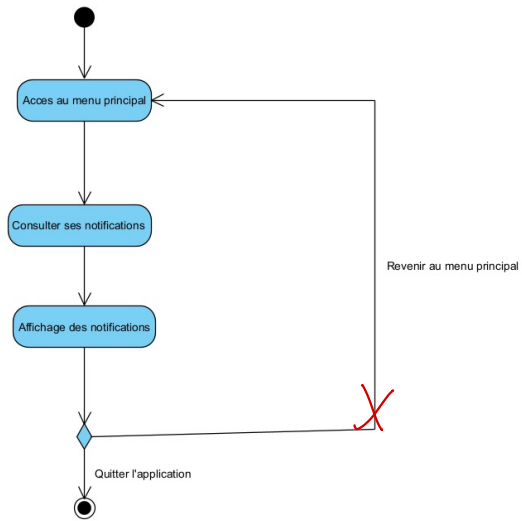 Acces au menu principal
Consulter ses notifications
Revenir au menu principal
Affichage des notifications
Quitter l'application